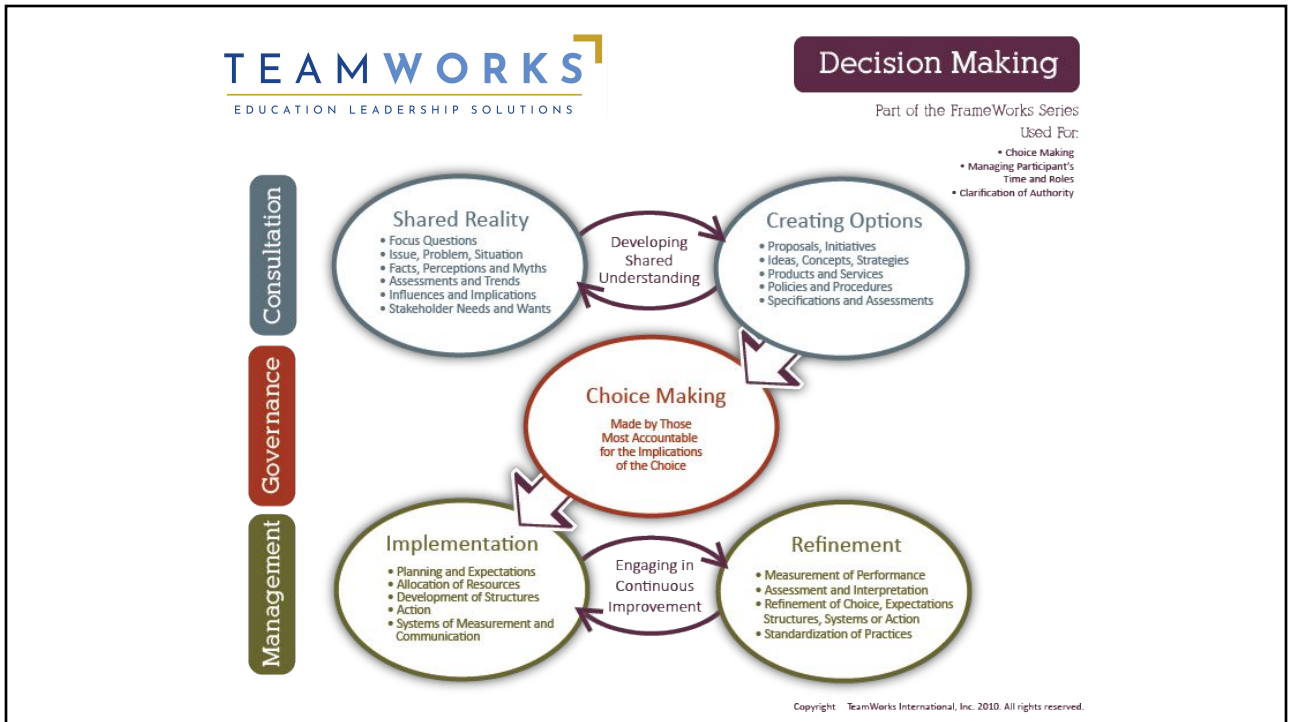 TEAMWORKS
EDUCATION LEADERSHIP SOLUTIONS
Decision Making
Part of the FrameWorks Series
Used For:
• Choice Making
• Managing Participant's
Time and Roles
• Clarification of Authority
Consultation
Shared Reality
• Focus Questions
• Issue, Problem, Situation
• Facts, Perceptions and Myths
• Assessments and Trends
• Influences and Implications
• Stakeholder Needs and Wants
Developing
Shared
Understanding
Creating Options
• Proposals, Initiatives
• Ideas, Concepts, Strategies
• Products and Services
• Policies and Procedures
• Specifications and Assessments
Governance
Choice Making
Made by Those
Most Accountable
for the Implications
of the Choice
Management
Implementation
• Planning and Expectations
• Allocation of Resources
• Development of Structures
• Action
• Systems of Measurement and
Communication
Engaging in
Continuous
Improvement
Refinement
• Measurement of Performance
• Assessment and Interpretation
• Refinement of Choice, Expectations
Structures, Systems or Action
• Standardization of Practices
Copyright TeamWorks International, Inc. 2010. All rights reserved.